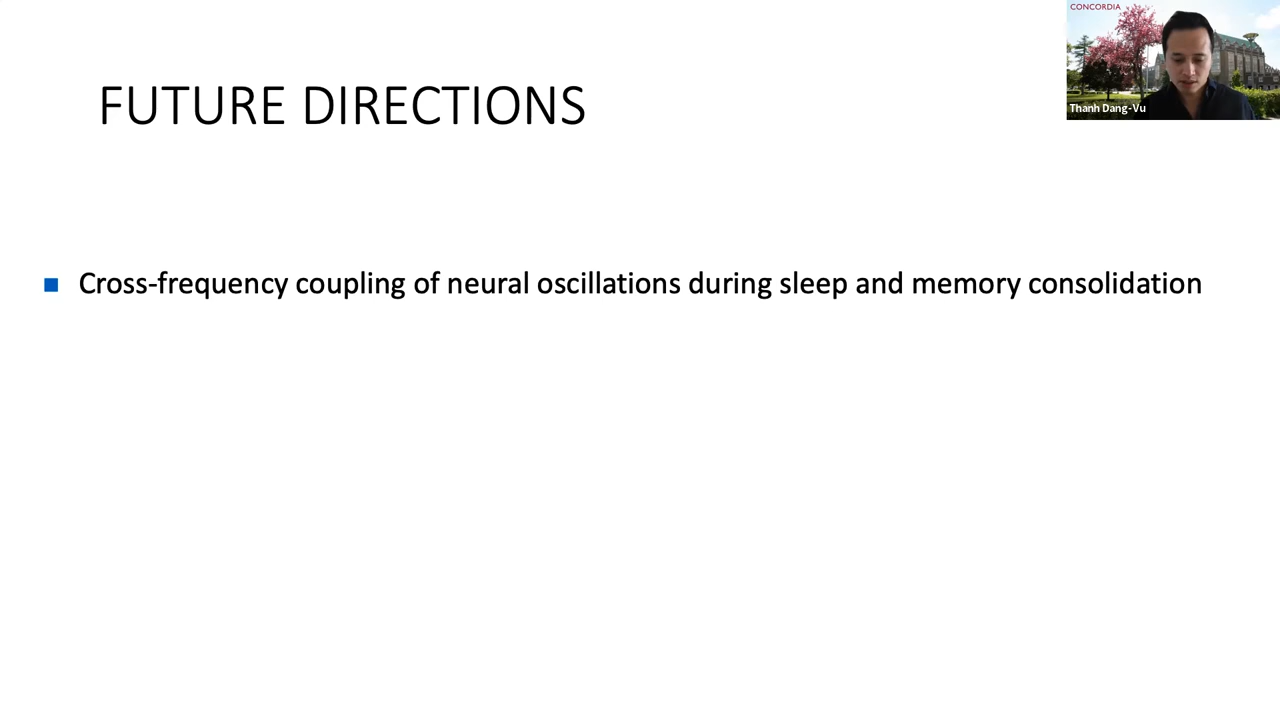 CONCORDIA
Thanh Dang-Vu
FUTURE DIRECTIONS
Cross-frequency coupling of neural oscillations during sleep and memory consolidation